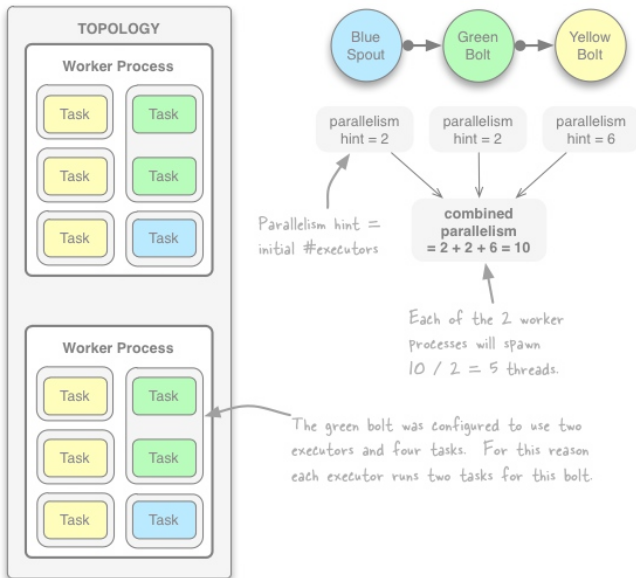 TOPOLOGY
Worker Process
Task
Task
Task
Task
Task
Task
Worker Process
Task
Task
Task
Task
Task
Task
Blue
Spout
Green
Bolt
Yellow
Bolt
parallelism
hint = 2
parallelism
hint = 2
parallelism
hint = 6
Parallelism hint =
initial #executors
combined
parallelism
= 2 + 2 + 6 = 10
Each of the 2 worker
processes will spawn
10 / 2 = 5 threads.
The green bolt was configured to use two
executors and four tasks. For this reason
each executor runs two tasks for this bolt.